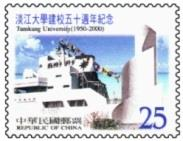 淡江大學建校五十週年紀念
Tamkang University(1950-2000)
中華民國郵票
REPUBLIC OF CHINA
25